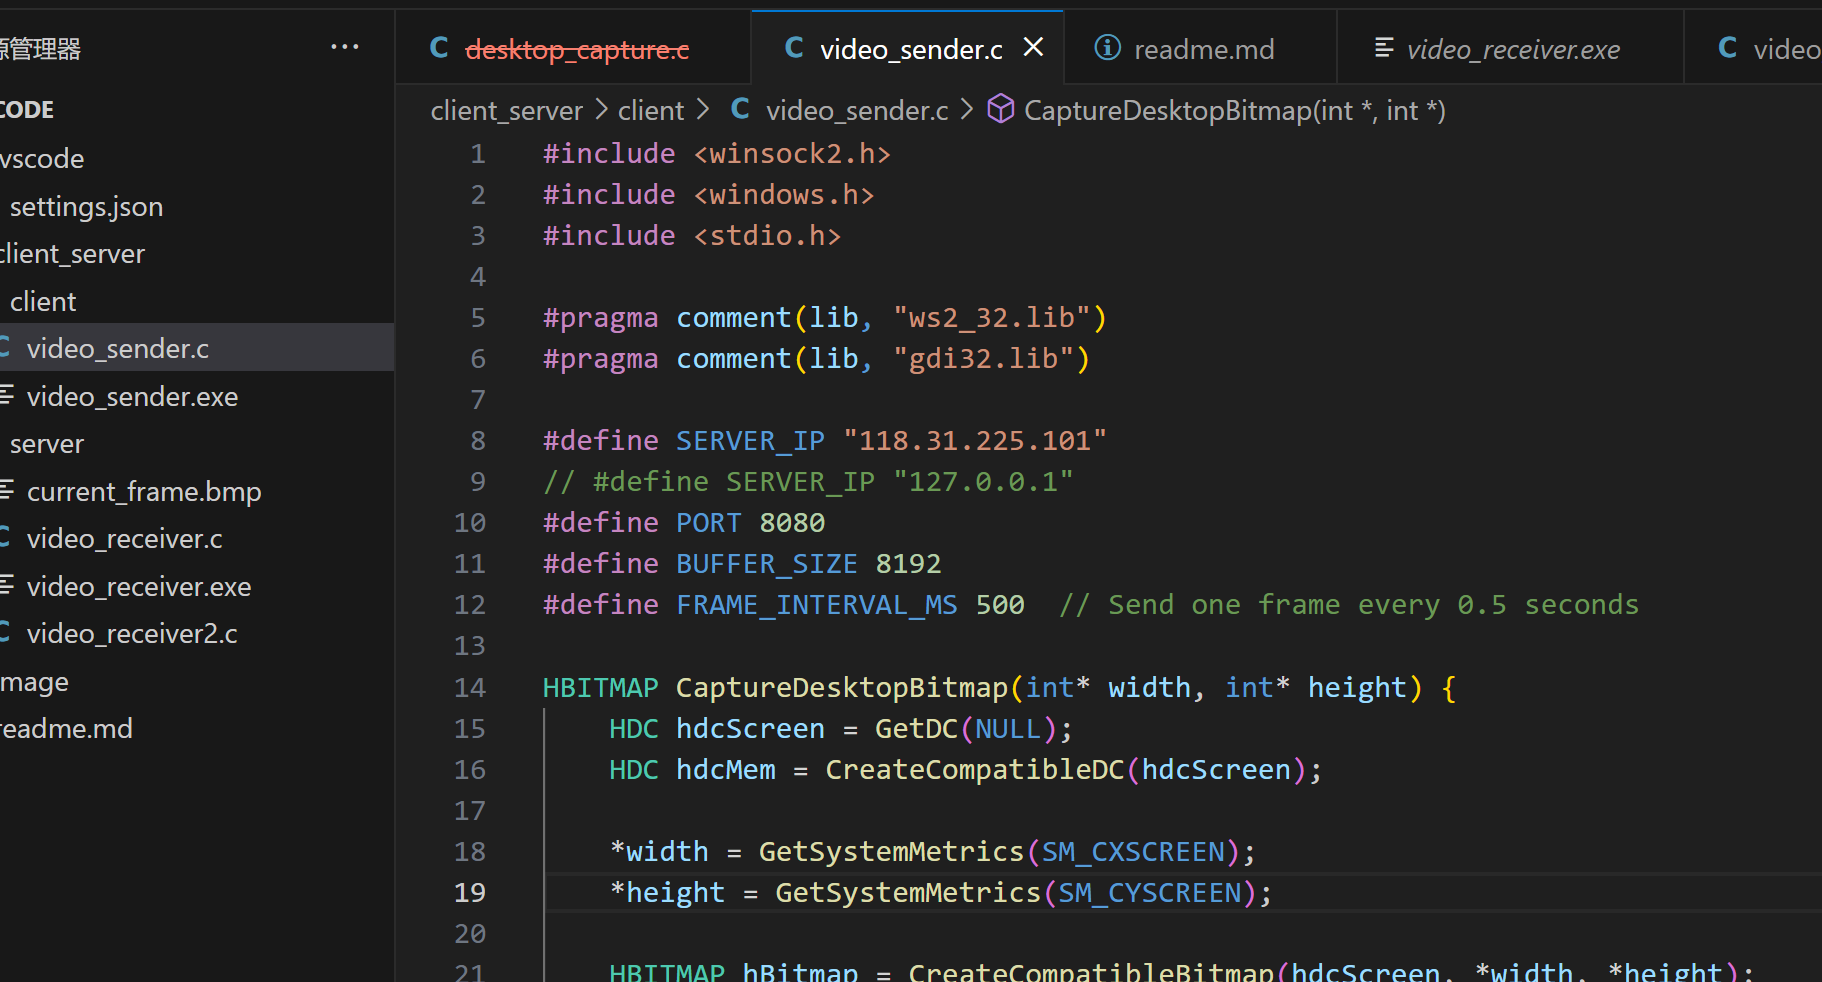 desktop_capture.c
video_sender.c
readme.md
video_receiver.exe
video
源管理器
...
client_server > client > C video_sender.c > CaptureDesktopBitmap(int *, int *)
CODE
vscode
settings.json
client_server
client
video_sender.c
video_sender.exe
server
current_frame.bmp
video_receiver.c
video_receiver.exe
video_receiver2.c
mage
readme.md
1 #include <winsock2.h>
2 #include <windows.h>
3 #include <stdio.h>
4
5 #pragma comment(lib, "ws2_32.lib")
6 #pragma comment(lib, "gdi32.lib")
7
8 #define SERVER_IP "118.31.225.101"
9 // #define SERVER_IP "127.0.0.1"
10 #define PORT 8080
11 #define BUFFER_SIZE 8192
12 #define FRAME_INTERVAL_MS 500  // Send one frame every 0.5 seconds
13
14 HBITMAP CaptureDesktopBitmap(int* width, int* height) {
15     HDC hdcScreen = GetDC(NULL);
16     HDC hdcMem = CreateCompatibleDC(hdcScreen);
17
18     *width = GetSystemMetrics(SM_CXSCREEN);
19     *height = GetSystemMetrics(SM_CYSCREEN);
20
21     HBITMAP hBitmap = CreateCompatibleBitmap(hdcScreen, *width, *height);